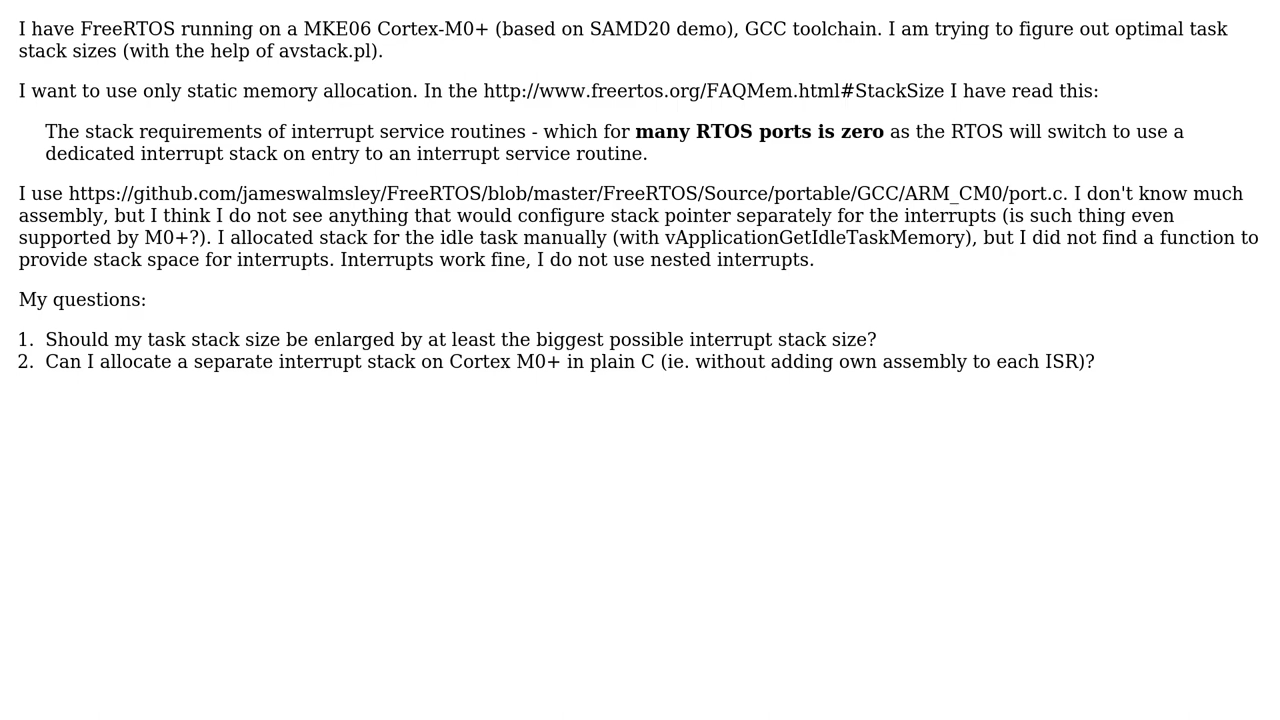 I have FreeRTOS running on a MKE06 Cortex-M0+ (based on SAMD20 demo), GCC toolchain. I am trying to figure out optimal task
stack sizes (with the help of avstack.pl).
I want to use only static memory allocation. In the http://www.freertos.org/FAQMem.html#StackSize I have read this:
The stack requirements of interrupt service routines - which for many RTOS ports is zero as the RTOS will switch to use a
dedicated interrupt stack on entry to an interrupt service routine.
I use https://github.com/jameswalmsley/FreeRTOS/blob/master/FreeRTOS/Source/portable/GCC/ARM_CM0/port.c. I don't know much
assembly, but I think I do not see anything that would configure stack pointer separately for the interrupts (is such thing even
supported by M0+?). I allocated stack for the idle task manually (with vApplicationGetIdleTaskMemory), but I did not find a function to
provide stack space for interrupts. Interrupts work fine, I do not use nested interrupts.
My questions:
1. Should my task stack size be enlarged by at least the biggest possible interrupt stack size?
2. Can I allocate a separate interrupt stack on Cortex M0+ in plain C (ie. without adding own assembly to each ISR)?